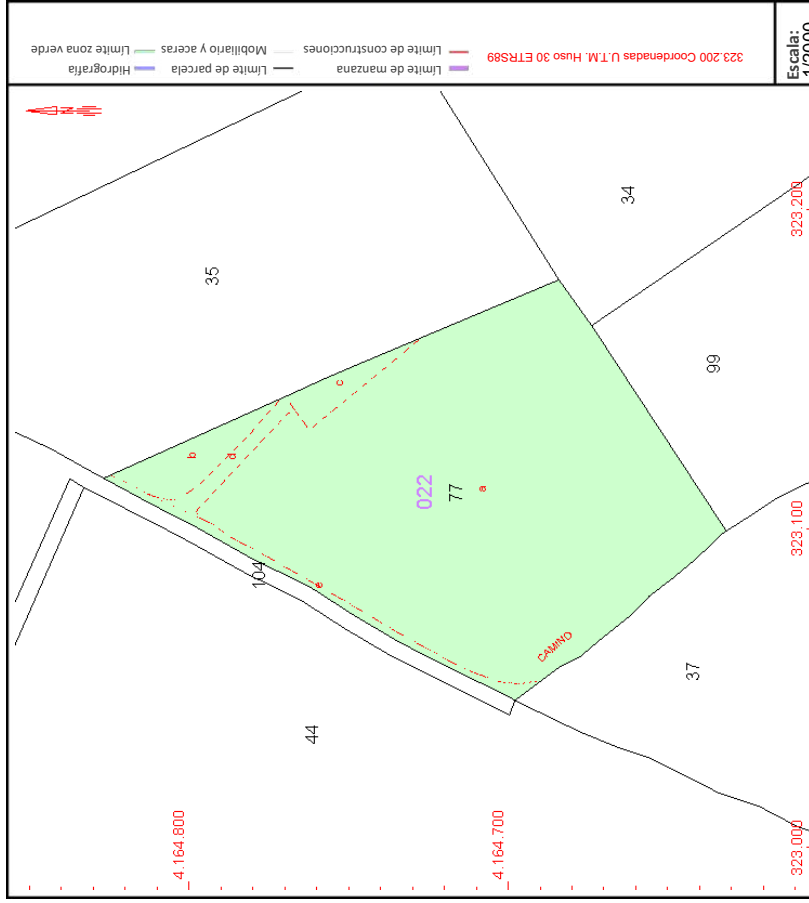 323.200 Coordenadas U.T.M. Huso 30 ETRS89
Límite de manzana
Límite de construcciones
Límite de parcela
Mobiliario y aceras
Hidrografía
Límite zona verde
Escala:
1/2000
N
35
34
b
d
c
99
022
77
a
104
e
CAMINO
37
44
4.164.800
4.164.700
323.200
323.100
323.000